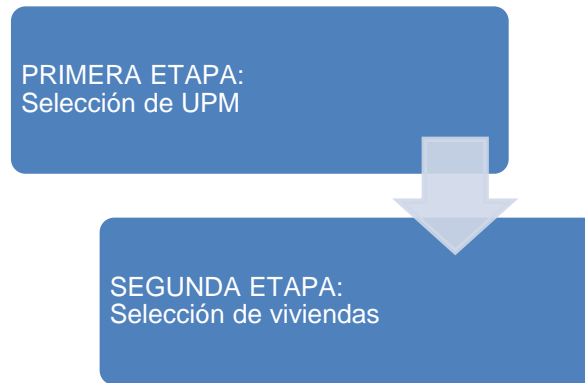 PRIMERA ETAPA:
Selección de UPM
SEGUNDA ETAPA:
Selección de viviendas